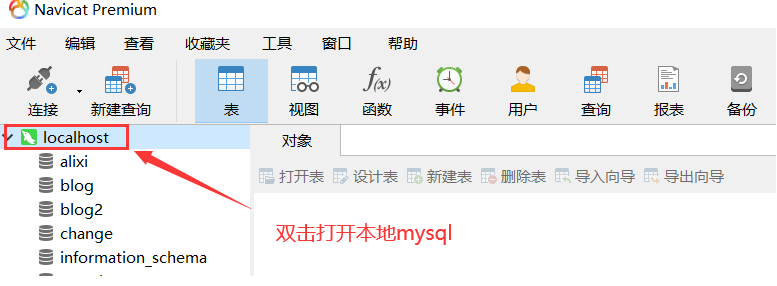 Navicat Premium
文件 编辑 查看 收藏夹 工具 窗口 帮助
连接 新建查询 表 视图 函数 事件 用户 查询 报表 备份
f(x)
localhost
对象
alixi
打开表 设计表 新建表 删除表 导入向导 导出向导
blog
blog2
change
双击打开本地mysql
information_schema